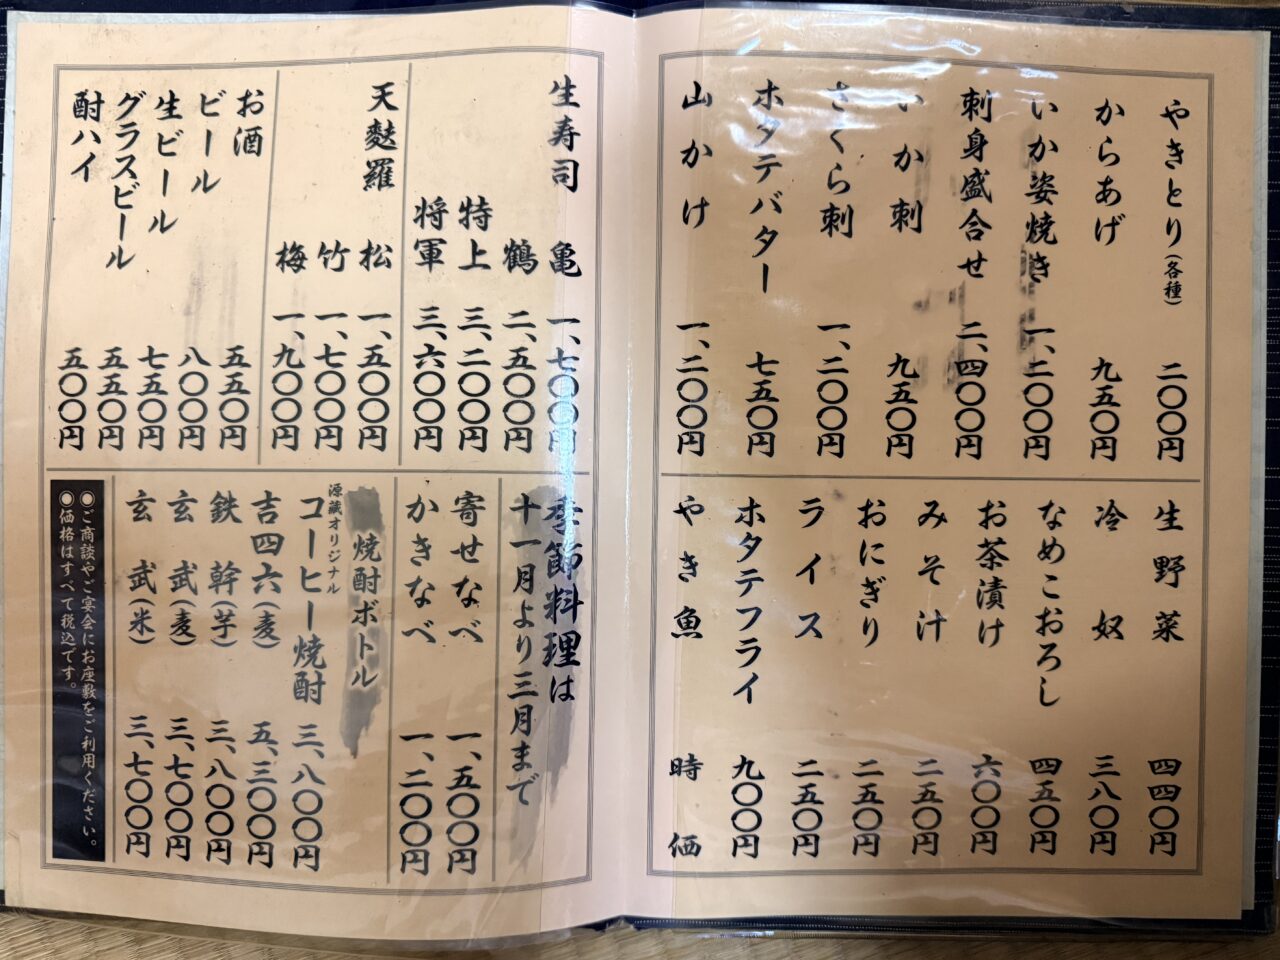 やきとり(各種) 二〇〇円
からあげ 九五〇円
いか姿焼き 一、二〇〇円
刺身盛合せ 二、四〇〇円
いか刺 九五〇円
さくら刺 一、二〇〇円
ホタテバター 七五〇円
山かけ 一、二〇〇円
生野菜 四四〇円
冷奴 三八〇円
なめこおろし 四五〇円
お茶漬け 六〇〇円
みそ汁 二五〇円
おにぎり 二五〇円
ライス 二五〇円
ホタテフライ 九〇〇円
やき魚 時価
生寿司 亀 一、七〇〇円
鶴 二、五〇〇円
特上 三、二〇〇円
将軍 三、六〇〇円
天麩羅 松 一、五〇〇円
竹 一、七〇〇円
梅 一、九〇〇円
お酒 五五〇円
ビール 八〇〇円
生ビール 七五〇円
グラスビール 五五〇円
酎ハイ 五〇〇円
季節料理は
十一月より三月まで
寄せなべ 一、五〇〇円
かきなべ 一、二〇〇円
焼酎ボトル
源蔵オリジナル
コーヒー焼酎 三、八〇〇円
吉四六(麦) 五、三〇〇円
鉄幹(芋) 三、八〇〇円
玄武(麦) 三、七〇〇円
玄武(米) 三、七〇〇円
●ご商談やご宴会にお座敷をご利用ください。
●価格はすべて税込です。